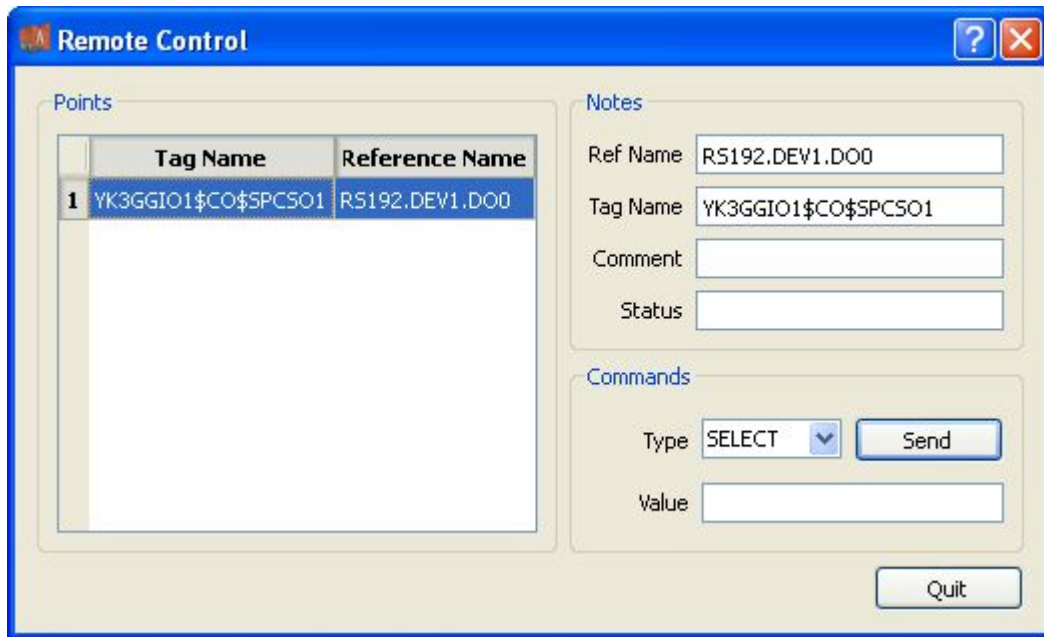 Remote Control
Points
Tag Name Reference Name
1 YK3GGIO1$CO$SPCSO1 RS192.DEV1.DO0
Notes
Ref Name RS192.DEV1.DO0
Tag Name YK3GGIO1$CO$SPCSO1
Comment
Status
Commands
Type SELECT Send
Value
Quit